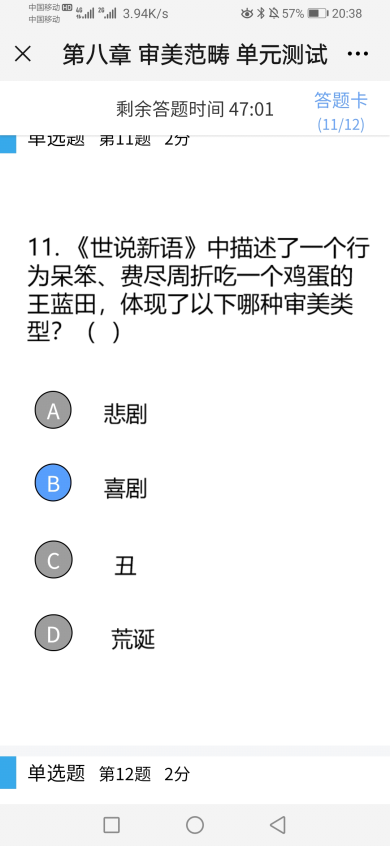 中国移动 HD 4G 2G 3.94K/s 57% 20:38
中国移动
第八章 审美范畴 单元测试
剩余答题时间 47:01
答题卡
(11/12)
单选题 第11题 2分
11. 《世说新语》中描述了一个行
为呆笨、费尽周折吃一个鸡蛋的
王蓝田，体现了以下哪种审美类
型？（ ）
A 悲剧
B 喜剧
C 丑
D 荒诞
单选题 第12题 2分